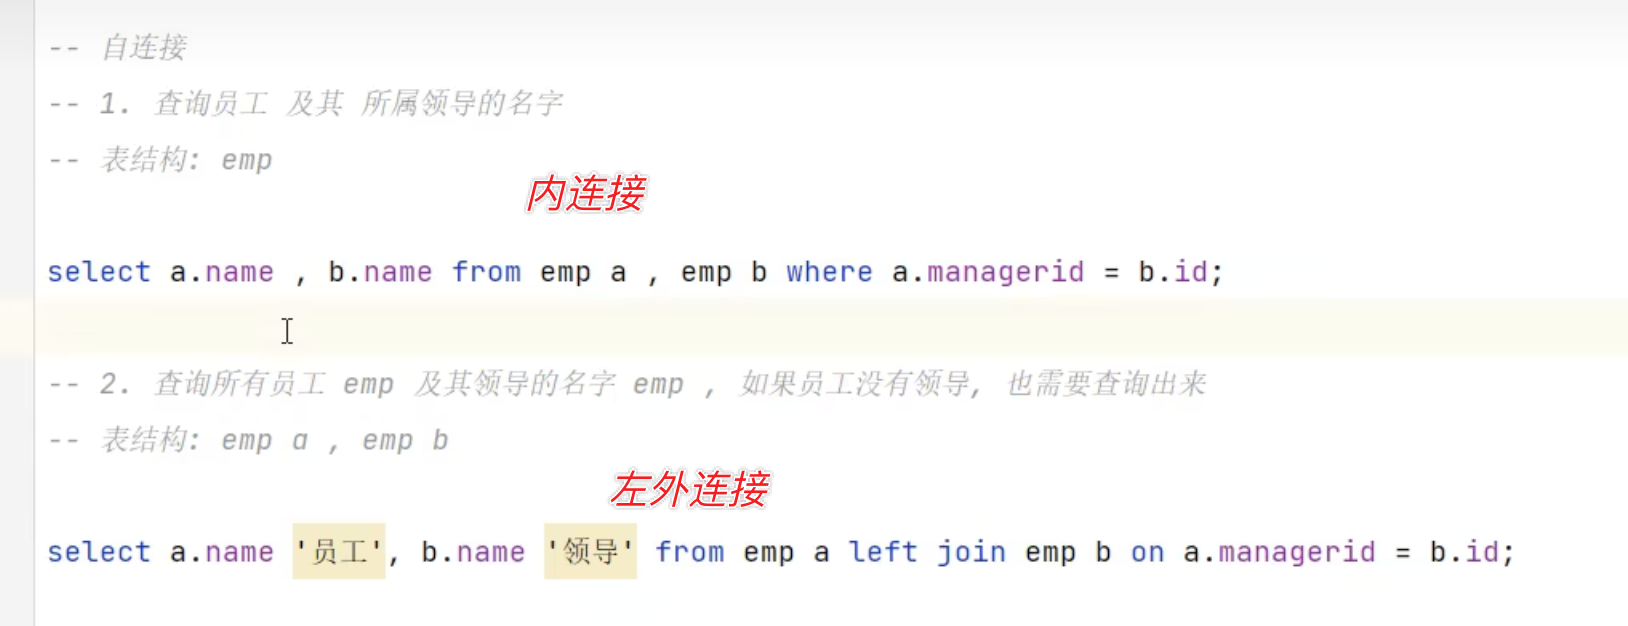 -- 自连接
-- 1. 查询员工 及其 所属领导的名字
-- 表结构: emp
内连接
select a.name , b.name from emp a , emp b where a.managerid = b.id;
-- 2. 查询所有员工 emp 及其领导的名字 emp , 如果员工没有领导, 也需要查询出来
-- 表结构: emp a , emp b
左外连接
select a.name '员工', b.name '领导' from emp a left join emp b on a.managerid = b.id;